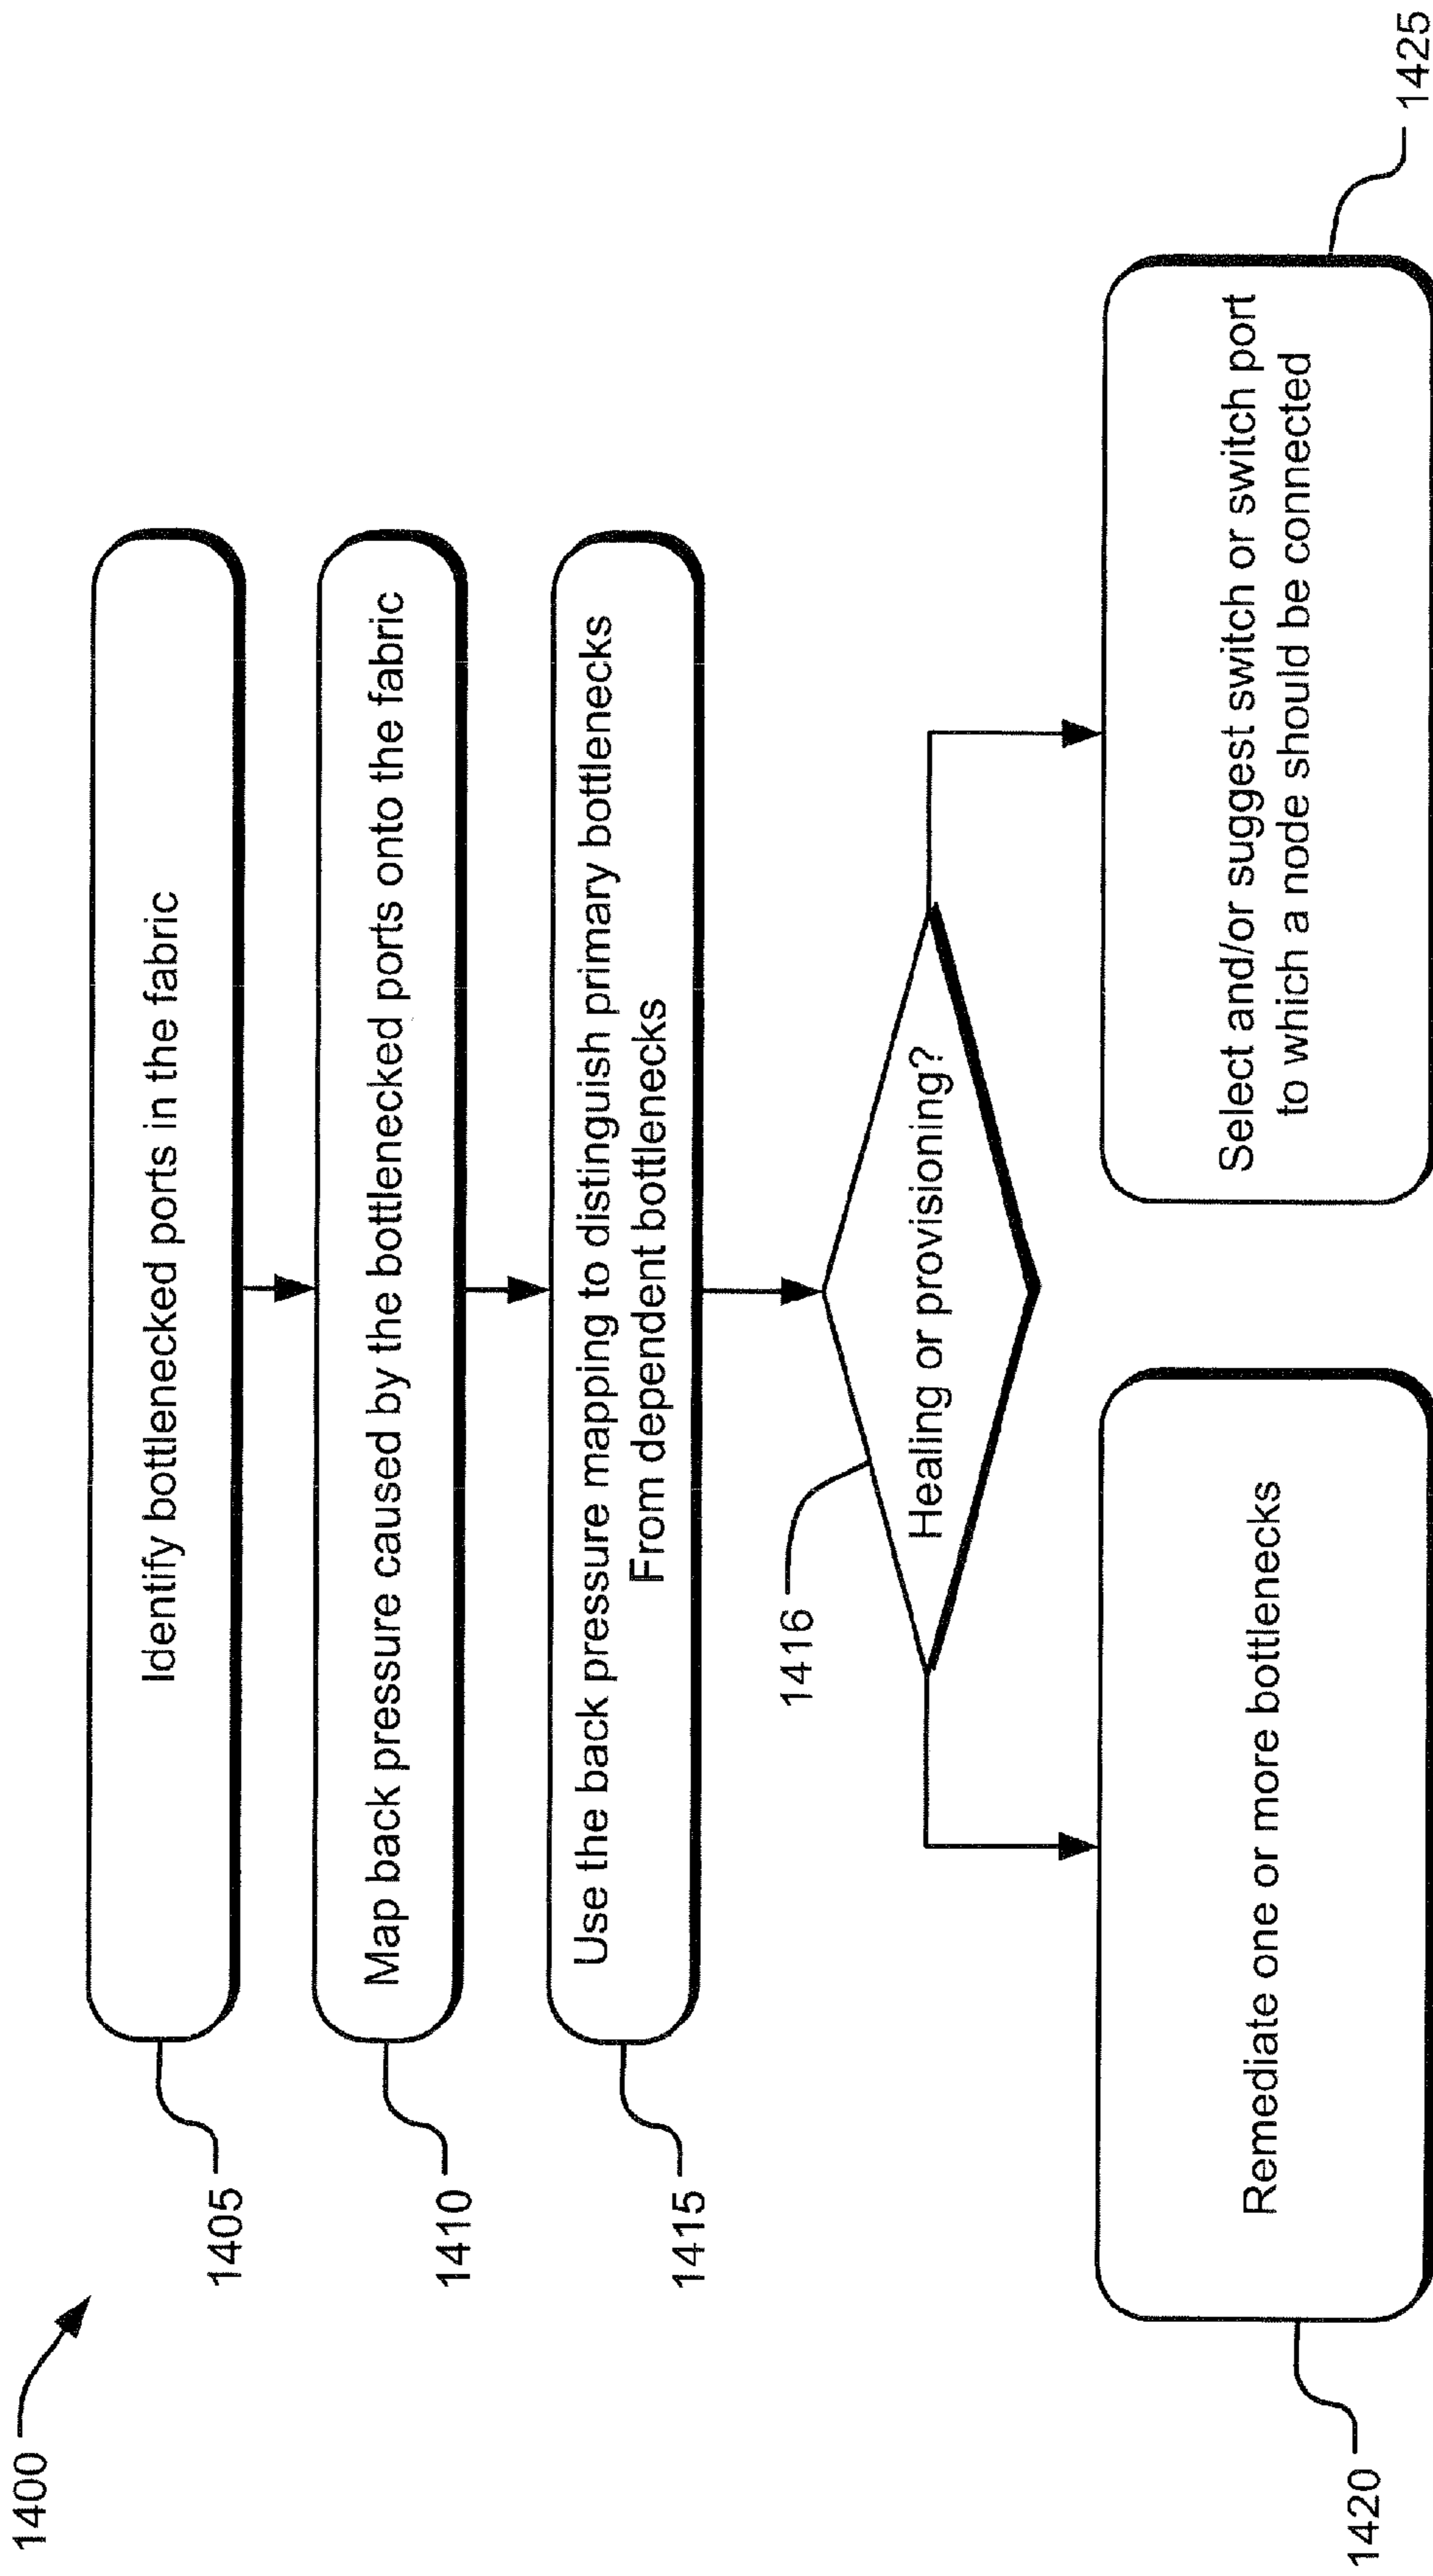 1400
1405
Identify bottlenecked ports in the fabric
1410
Map back pressure caused by the bottlenecked ports onto the fabric
1415
Use the back pressure mapping to distinguish primary bottlenecks
From dependent bottlenecks
1416
Healing or provisioning?
1420
Remediate one or more bottlenecks
Select and/or suggest switch or switch port
to which a node should be connected
1425